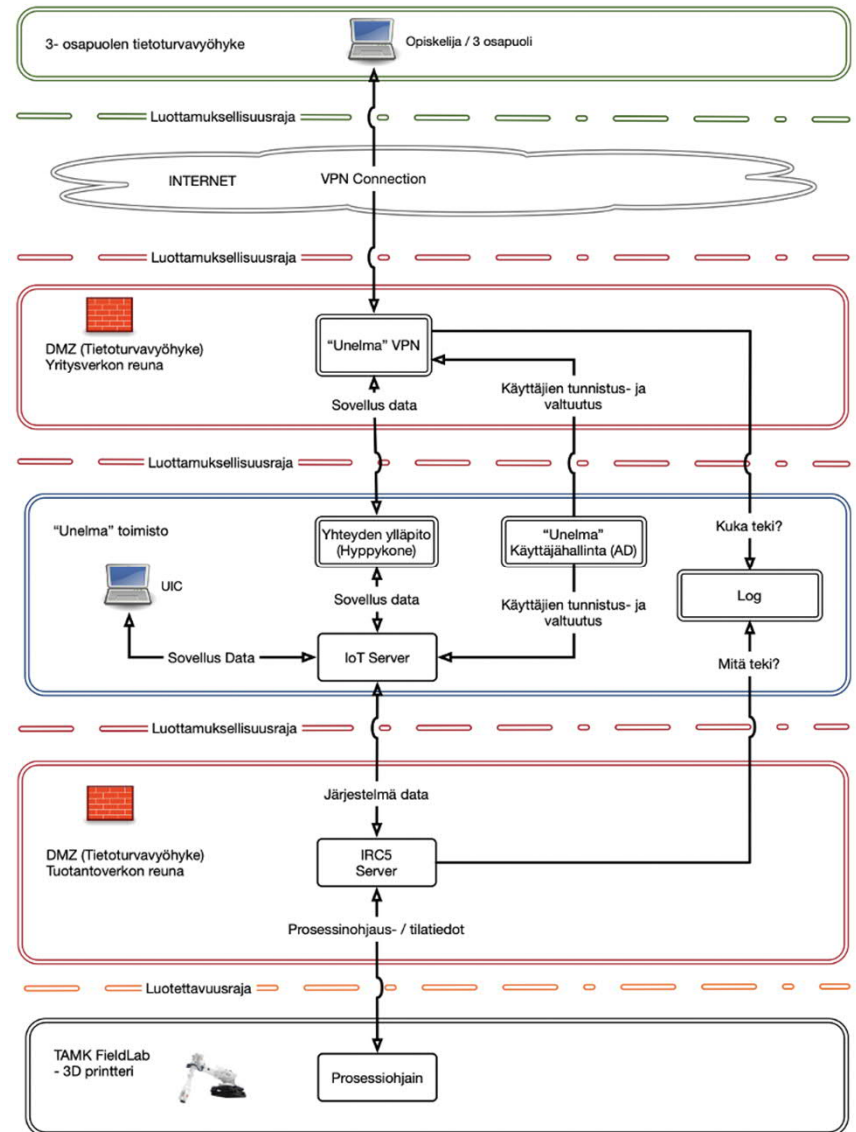 3- osapuolen tietoturvavyöhyke
Opiskelija / 3 osapuoli
Luottamuksellisuusraja
INTERNET
VPN Connection
Luottamuksellisuusraja
DMZ (Tietoturvavyöhyke)
Yritysverkon reuna
“Unelma” VPN
Sovellus data
Käyttäjien tunnistus- ja
valtuutus
Luottamuksellisuusraja
“Unelma” toimisto
Yhteyden ylläpito
(Hyppykone)
“Unelma”
Käyttäjähallinta (AD)
Kuka teki?
UIC
Sovellus data
Käyttäjien tunnistus- ja
valtuutus
Log
Sovellus Data
IoT Server
Mitä teki?
Luottamuksellisuusraja
Järjestelmä data
DMZ (Tietoturvavyöhyke)
Tuotantoverkon reuna
IRC5
Server
Prosessinohjaus- / tilatiedot
Luotettavuusraja
TAMK FieldLab
- 3D printteri
Prosessiohjain